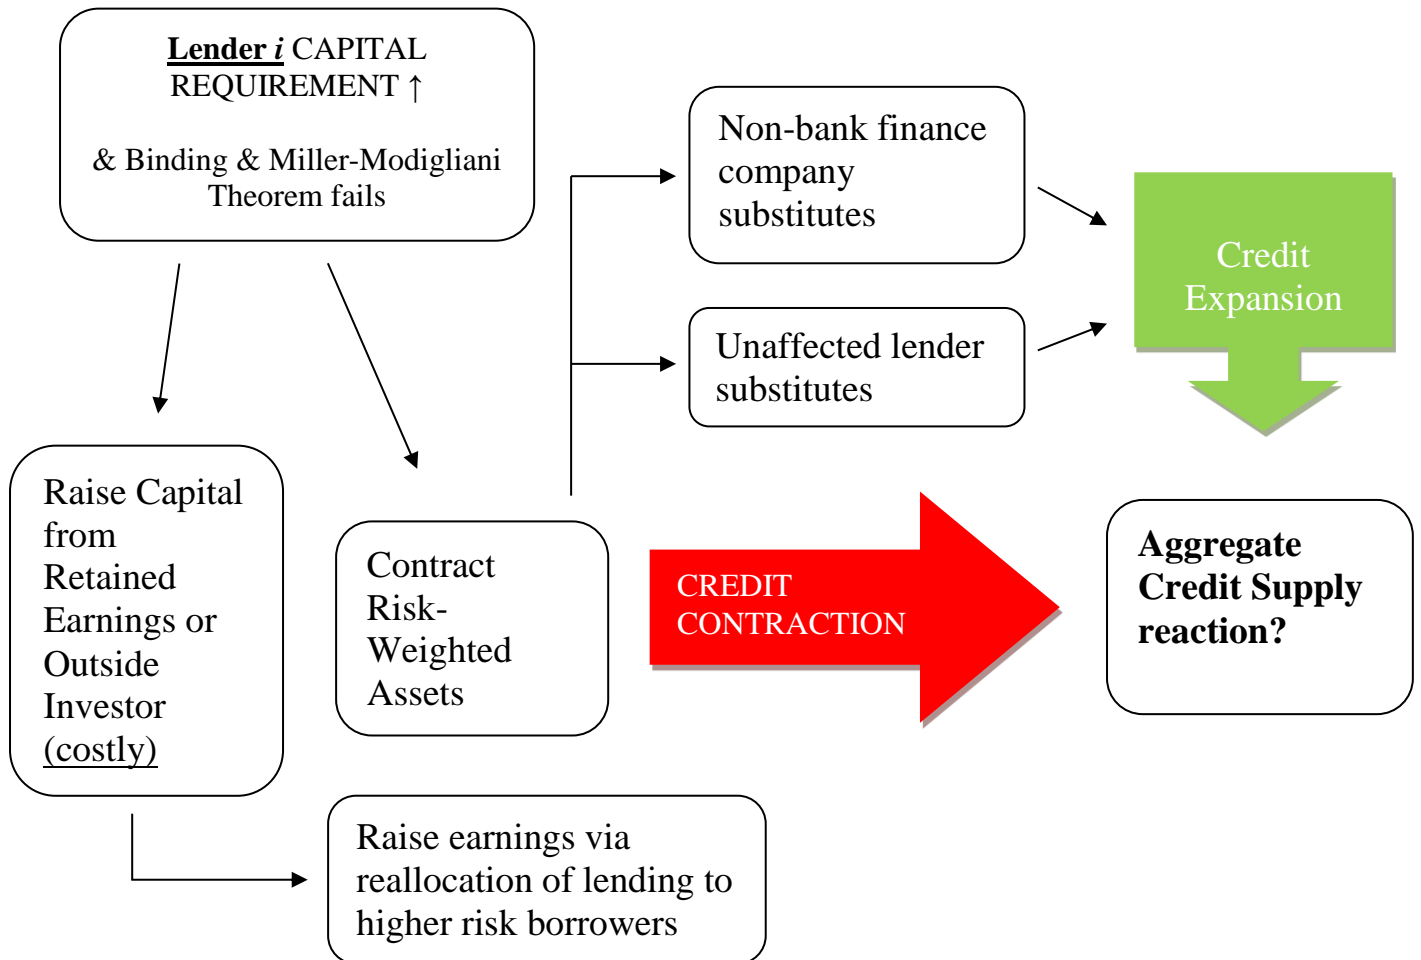 Lender i CAPITAL
REQUIREMENT ↑
& Binding & Miller-Modigliani
Theorem fails
Non-bank finance
company
substitutes
Credit
Expansion
Unaffected lender
substitutes
Raise Capital
from
Retained
Earnings or
Outside
Investor
(costly)
Contract
Risk-
Weighted
Assets
CREDIT
CONTRACTION
Aggregate
Credit Supply
reaction?
Raise earnings via
reallocation of lending to
higher risk borrowers